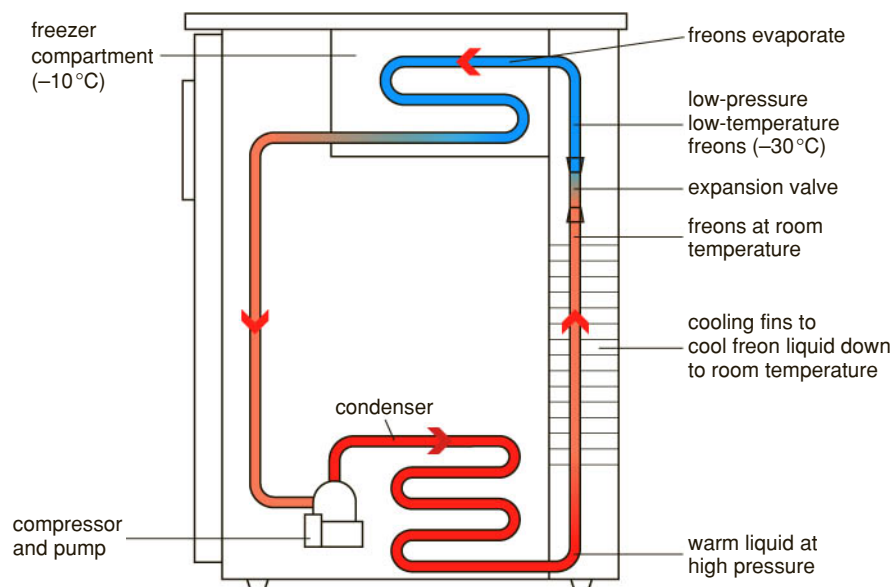 freezer
compartment
(–10°C)
freons evaporate
low-pressure
low-temperature
freons (–30°C)
expansion valve
freons at room
temperature
cooling fins to
cool freon liquid down
to room temperature
condenser
compressor
and pump
warm liquid at
high pressure